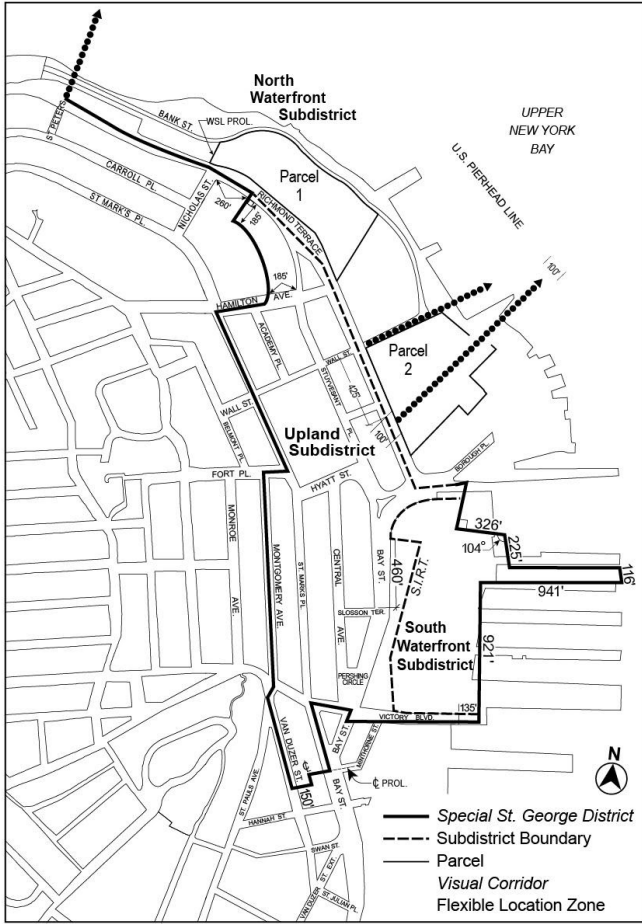 North
Waterfront
Subdistrict
UPPER
NEW YORK
BAY
U.S. PIERHEAD LINE
ST. PETERS
BANK ST.
WSL PROL.
CARROLL PL.
ST. MARK'S PL.
NICHOLAS ST.
Parcel
1
RICHMOND TERRACE
260'
185'
185'
HAMILTON
AVE.
100'
ACADEMY PL.
WALL ST.
STUYVESANT
PL.
425'
100'
Parcel
2
WALL ST.
BELMONT PL.
Upland
Subdistrict
BOROUGH PL.
FORT PL.
HYATT ST.
MONROE
AVE.
MONTGOMERY AVE.
ST. MARKS PL.
CENTRAL
AVE.
BAY ST.
460'
S.I.R.T.
326'
104°
225'
116'
941'
921'
SLOSSON TER.
South
Waterfront
Subdistrict
PERSHING
CIRCLE
135'
VICTORY BLVD.
BAY ST.
MINTHORNE ST.
VAN DUZER ST.
150'
℄ PROL.
BAY ST.
ST. PAULS AVE.
HANNAH ST.
SWAN ST.
VAN DUZER
ST. EXT.
ST. JULIAN PL.
N
Special St. George District
Subdistrict Boundary
Parcel
Visual Corridor
Flexible Location Zone